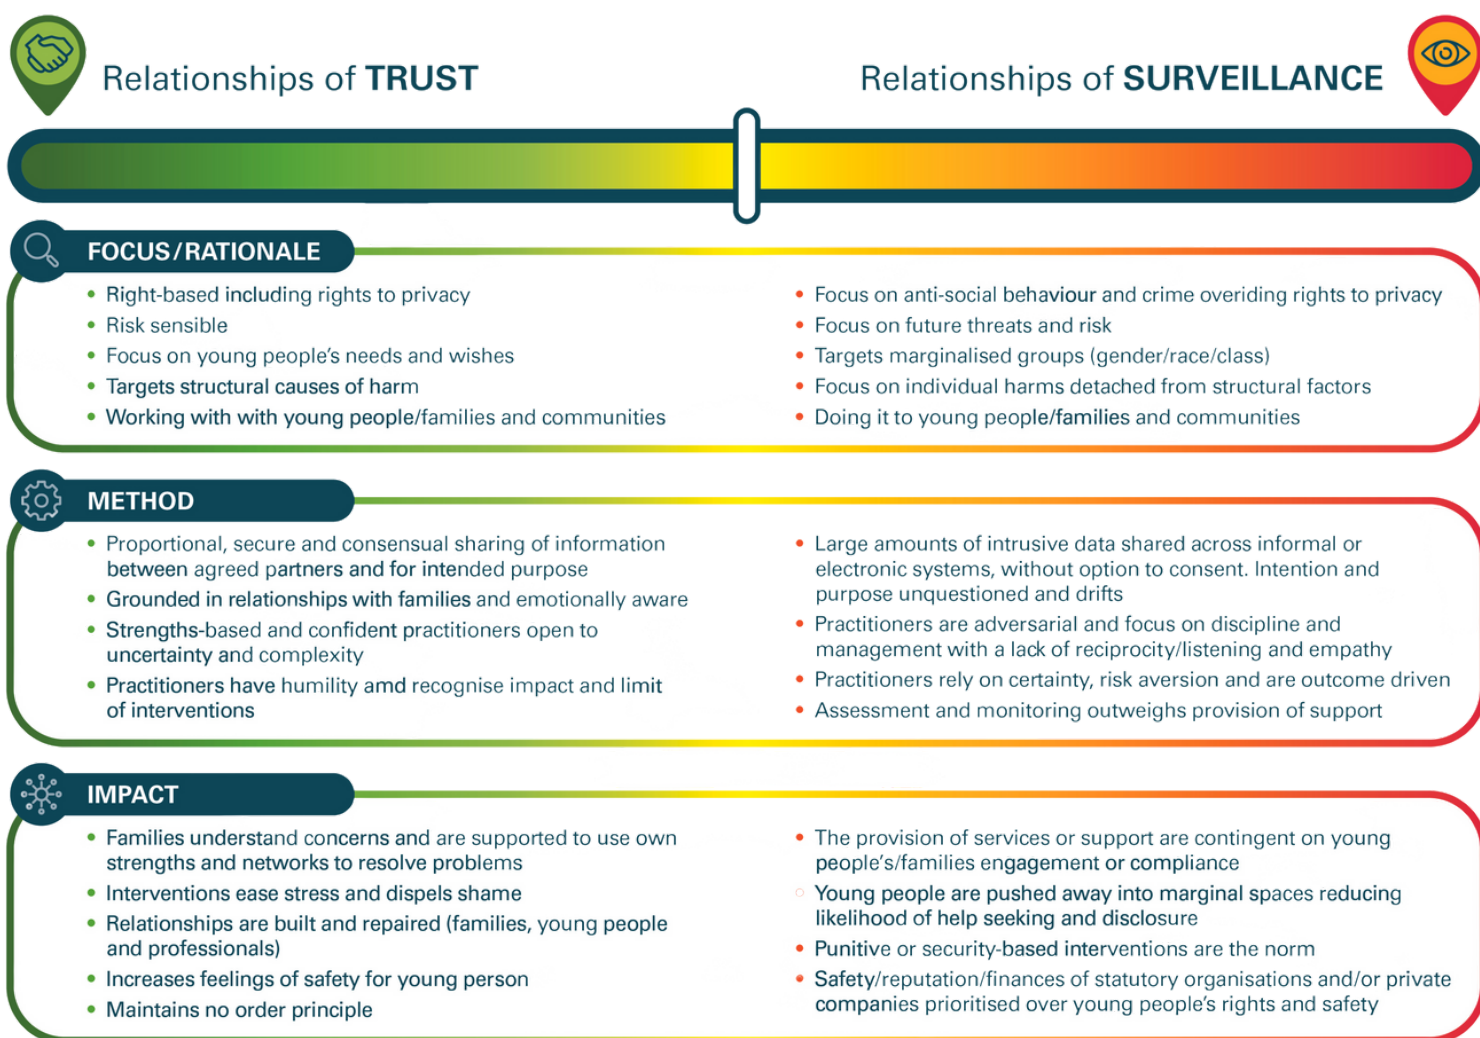 Relationships of TRUST
Relationships of SURVEILLANCE
FOCUS/RATIONALE
• Right-based including rights to privacy
• Risk sensible
• Focus on young people's needs and wishes
• Targets structural causes of harm
• Working with with young people/families and communities
• Focus on anti-social behaviour and crime overiding rights to privacy
• Focus on future threats and risk
• Targets marginalised groups (gender/race/class)
• Focus on individual harms detached from structural factors
• Doing it to young people/families and communities
METHOD
• Proportional, secure and consensual sharing of information
between agreed partners and for intended purpose
• Grounded in relationships with families and emotionally aware
• Strengths-based and confident practitioners open to
uncertainty and complexity
• Practitioners have humility amd recognise impact and limit
of interventions
• Large amounts of intrusive data shared across informal or
electronic systems, without option to consent. Intention and
purpose unquestioned and drifts
• Practitioners are adversarial and focus on discipline and
management with a lack of reciprocity/listening and empathy
• Practitioners rely on certainty, risk aversion and are outcome driven
• Assessment and monitoring outweighs provision of support
IMPACT
• Families understand concerns and are supported to use own
strengths and networks to resolve problems
• Interventions ease stress and dispels shame
• Relationships are built and repaired (families, young people
and professionals)
• Increases feelings of safety for young person
• Maintains no order principle
• The provision of services or support are contingent on young
people's/families engagement or compliance
○ Young people are pushed away into marginal spaces reducing
likelihood of help seeking and disclosure
• Punitive or security-based interventions are the norm
• Safety/reputation/finances of statutory organisations and/or private
companies prioritised over young people's rights and safety